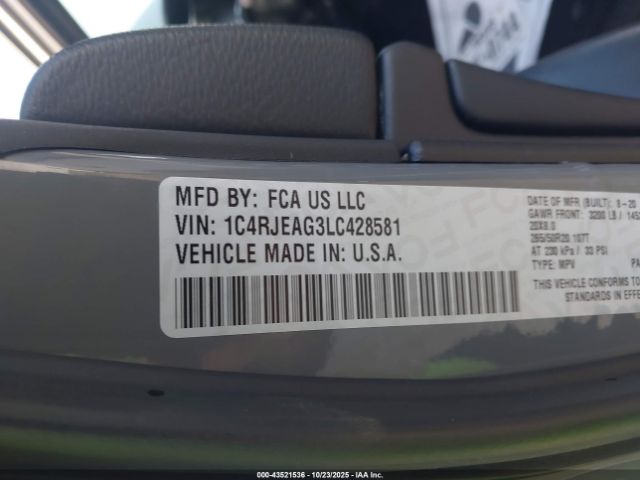 MFD BY: FCA US LLC
VIN: 1C4RJEAG3LC428581
VEHICLE MADE IN: U.S.A.
DATE OF MFR (BUILT): 8-20
GAWR FRONT: 3200 LB / 145
20X8.0
265/50R20 107T
AT 230 kPa / 33 PSI
TYPE: MPV PA
THIS VEHICLE CONFORMS TO
STANDARDS IN EFFE
000-43521536 - 10/23/2025 - IAA Inc.